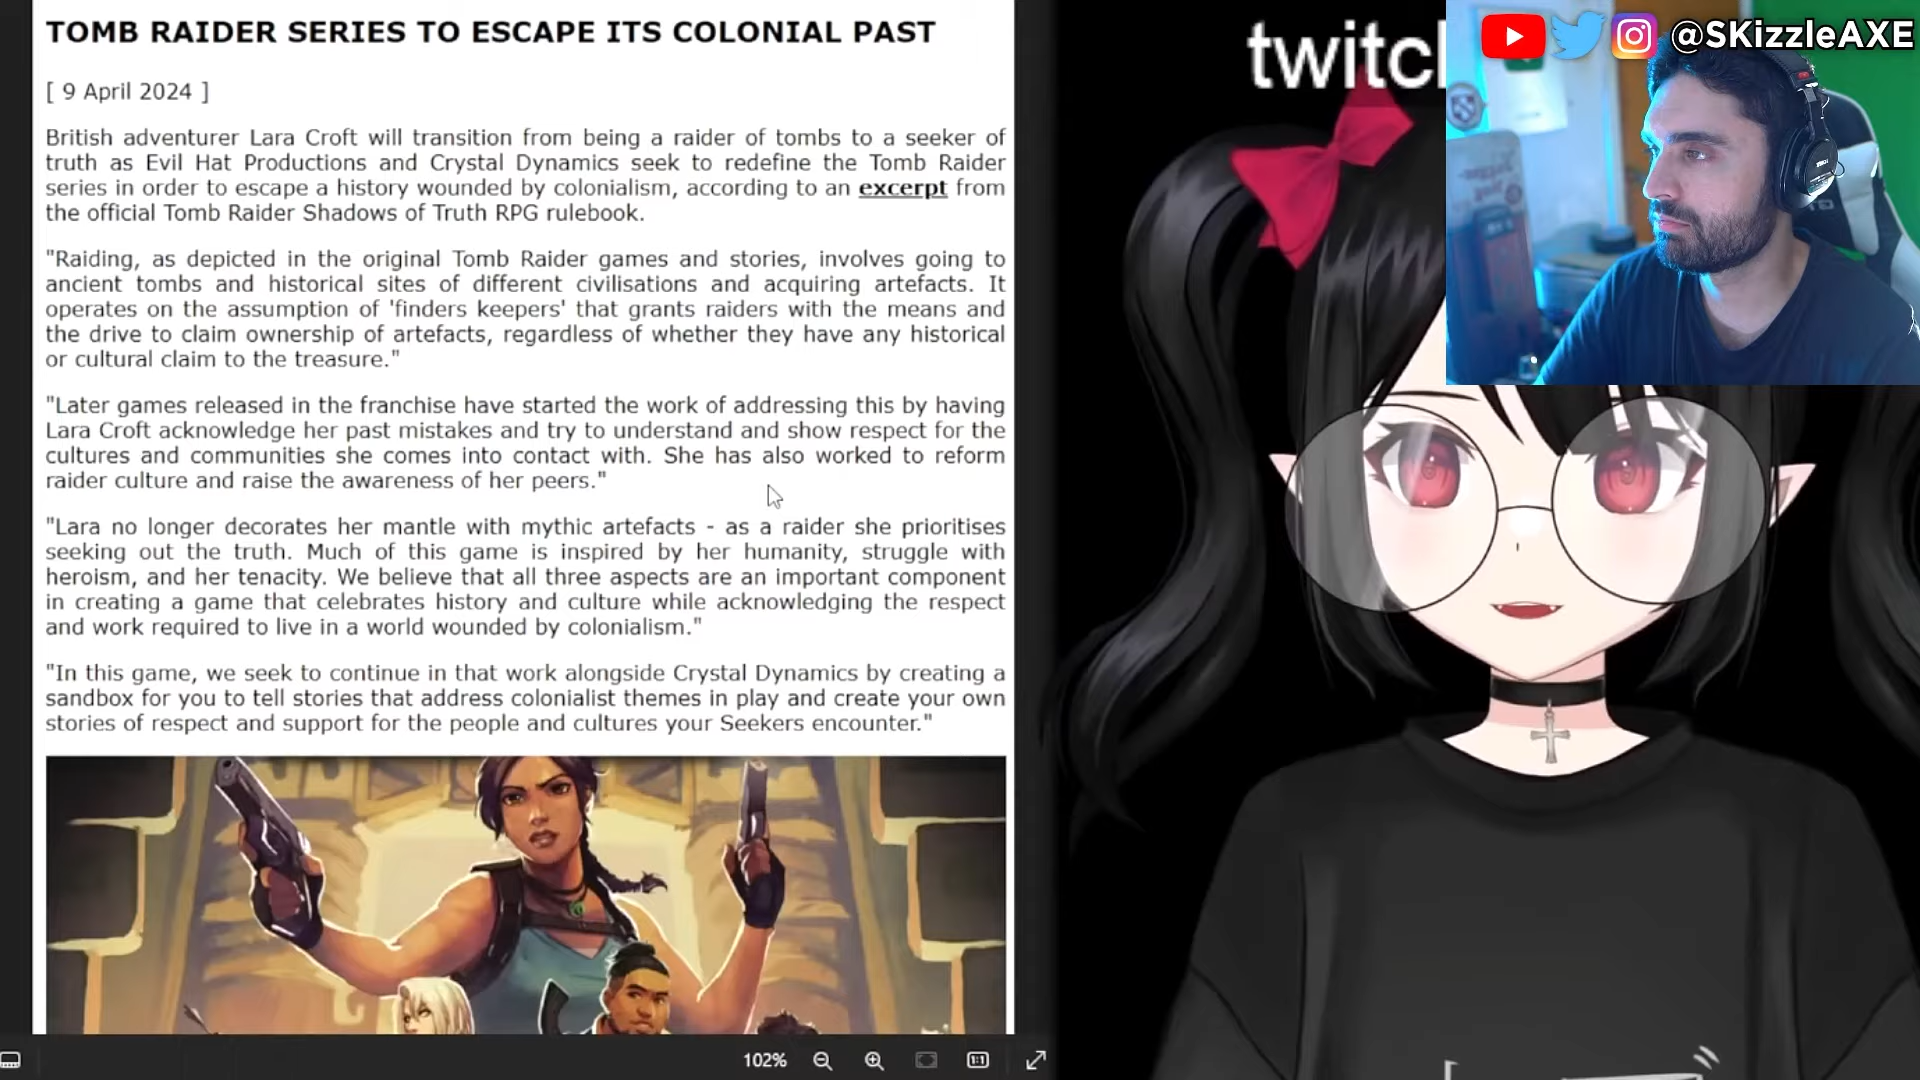 TOMB RAIDER SERIES TO ESCAPE ITS COLONIAL PAST
[ 9 April 2024 ]
British adventurer Lara Croft will transition from being a raider of tombs to a seeker of
truth as Evil Hat Productions and Crystal Dynamics seek to redefine the Tomb Raider
series in order to escape a history wounded by colonialism, according to an excerpt from
the official Tomb Raider Shadows of Truth RPG rulebook.
"Raiding, as depicted in the original Tomb Raider games and stories, involves going to
ancient tombs and historical sites of different civilisations and acquiring artefacts. It
operates on the assumption of 'finders keepers' that grants raiders with the means and
the drive to claim ownership of artefacts, regardless of whether they have any historical
or cultural claim to the treasure."
"Later games released in the franchise have started the work of addressing this by having
Lara Croft acknowledge her past mistakes and try to understand and show respect for the
cultures and communities she comes into contact with. She has also worked to reform
raider culture and raise the awareness of her peers."
"Lara no longer decorates her mantle with mythic artefacts - as a raider she prioritises
seeking out the truth. Much of this game is inspired by her humanity, struggle with
heroism, and her tenacity. We believe that all three aspects are an important component
in creating a game that celebrates history and culture while acknowledging the respect
and work required to live in a world wounded by colonialism."
"In this game, we seek to continue in that work alongside Crystal Dynamics by creating a
sandbox for you to tell stories that address colonialist themes in play and create your own
stories of respect and support for the people and cultures your Seekers encounter."
102%
1:1
twitc
@SKizzleAXE